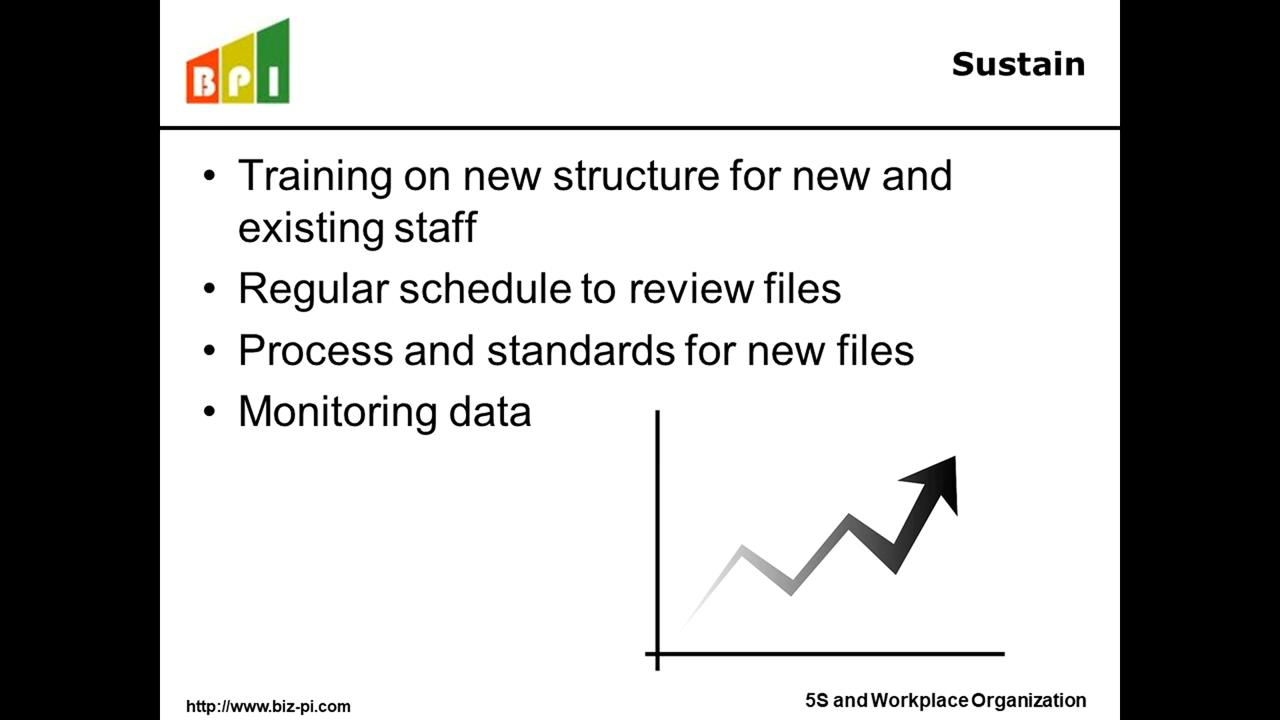 BPI
Sustain
• Training on new structure for new and
existing staff
• Regular schedule to review files
• Process and standards for new files
• Monitoring data
http://www.biz-pi.com
5S and Workplace Organization